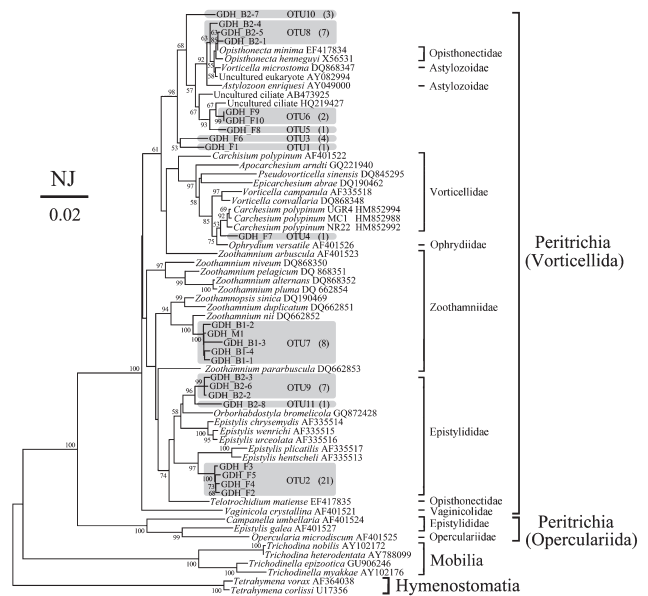 GDH_B2-7 OTU10 (3)
GDH_B2-4
GDH_B2-5 OTU8 (7)
GDH_B2-1
Opisthonecta minima EF417834
Opisthonecta henneguyi X56531
Opisthonectidae
Vorticella microstoma DQ868347
Astylozoidae
Uncultured eukaryote AY082994
Astylozoon enriquesi AY049000
Astylozoidae
Uncultured ciliate AB473925
Uncultured ciliate HQ219427
GDH_F9
OTU6 (2)
GDH_F10
GDH_F8 OTU5 (1)
GDH_F6 OTU3 (4)
GDH_F1 OTU1 (1)
Carchisium polypinum AF401522
Apocarchesium arndti GQ221940
Pseudovorticella sinensis DQ845295
Epicarchesium abrae DQ190462
Vorticella campanula AF335518
Vorticellidae
Vorticella convallaria DQ868348
Carchesium polypinum UGR4 HM852994
Carchesium polypinum MC1 HM852988
Carchesium polypinum NR22 HM852992
GDH_F7 OTU4 (1)
Ophrydium versatile AF401526
Ophrydiidae
Peritrichia
(Vorticellida)
Zoothamnium arbuscula AF401523
Zoothamnium niveum DQ868350
Zoothamnium pelagicum DQ 868351
Zoothamnium alternans DQ868352
Zoothamnium pluma DQ 662854
Zoothamnopsis sinica DQ190469
Zoothamnium duplicatum DQ662851
Zoothamniidae
Zoothamnium nii DQ662852
GDH_B1-2
GDH_M1
GDH_B1-3 OTU7 (8)
GDH_B1-4
GDH_B1-1
Zoothamnium pararbuscula DQ662853
GDH_B2-3
GDH_B2-6 OTU9 (7)
GDH_B2-2
GDH_B2-8 OTU11 (1)
Orborhabdostyla bromelicola GQ872428
Epistylis chrysemydis AF335514
Epistylis wenrichi AF335515
Epistylididae
Epistylis urceolata AF335516
Epistylis plicatilis AF335517
Epistylis hentscheli AF335513
GDH_F3
GDH_F5
OTU2 (21)
GDH_F4
GDH_F2
Telotrochidium matiense EF417835
Opisthonectidae
Vaginicola crystallina AF401521
Vaginicolidae
Campanella umbellaria AF401524
Epistylis galea AF401527
Epistylididae
Opercularia microdiscum AF401525
Operculariidae
Peritrichia
(Operculariida)
Trichodina nobilis AY102172
Trichodina heterodentata AY788099
Trichodinella epizootica GU906246
Trichodinella myakkae AY102176
Mobilia
Tetrahymena vorax AF364038
Tetrahymena corlissi U17356
Hymenostomatia
NJ
0.02